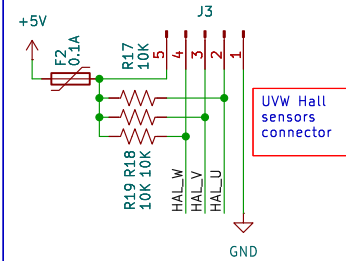 J3
+5V
F2
0.1A
R17
10K
5
4
3
2
1
UVW Hall
sensors
connector
R19 R18
10K 10K
HAL_W
HAL_V
HAL_U
GND